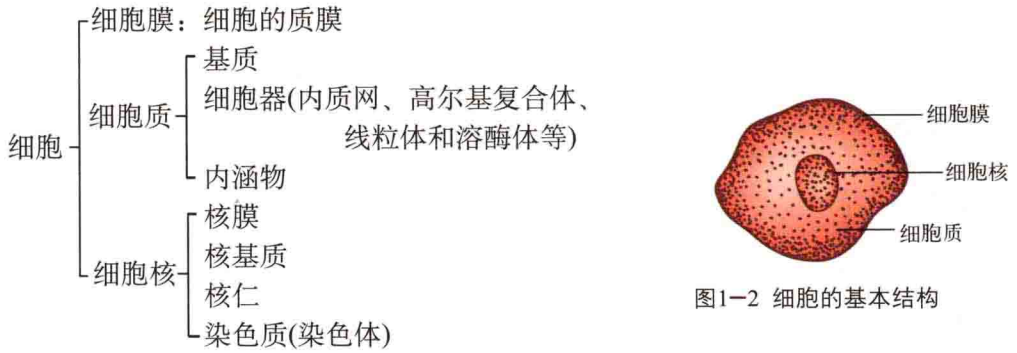 细胞膜：细胞的质膜
基质
细胞器(内质网、高尔基复合体、
线粒体和溶酶体等)
细胞质
内涵物
细胞
核膜
核基质
细胞核
核仁
染色质(染色体)
细胞膜
细胞核
细胞质
图1-2 细胞的基本结构